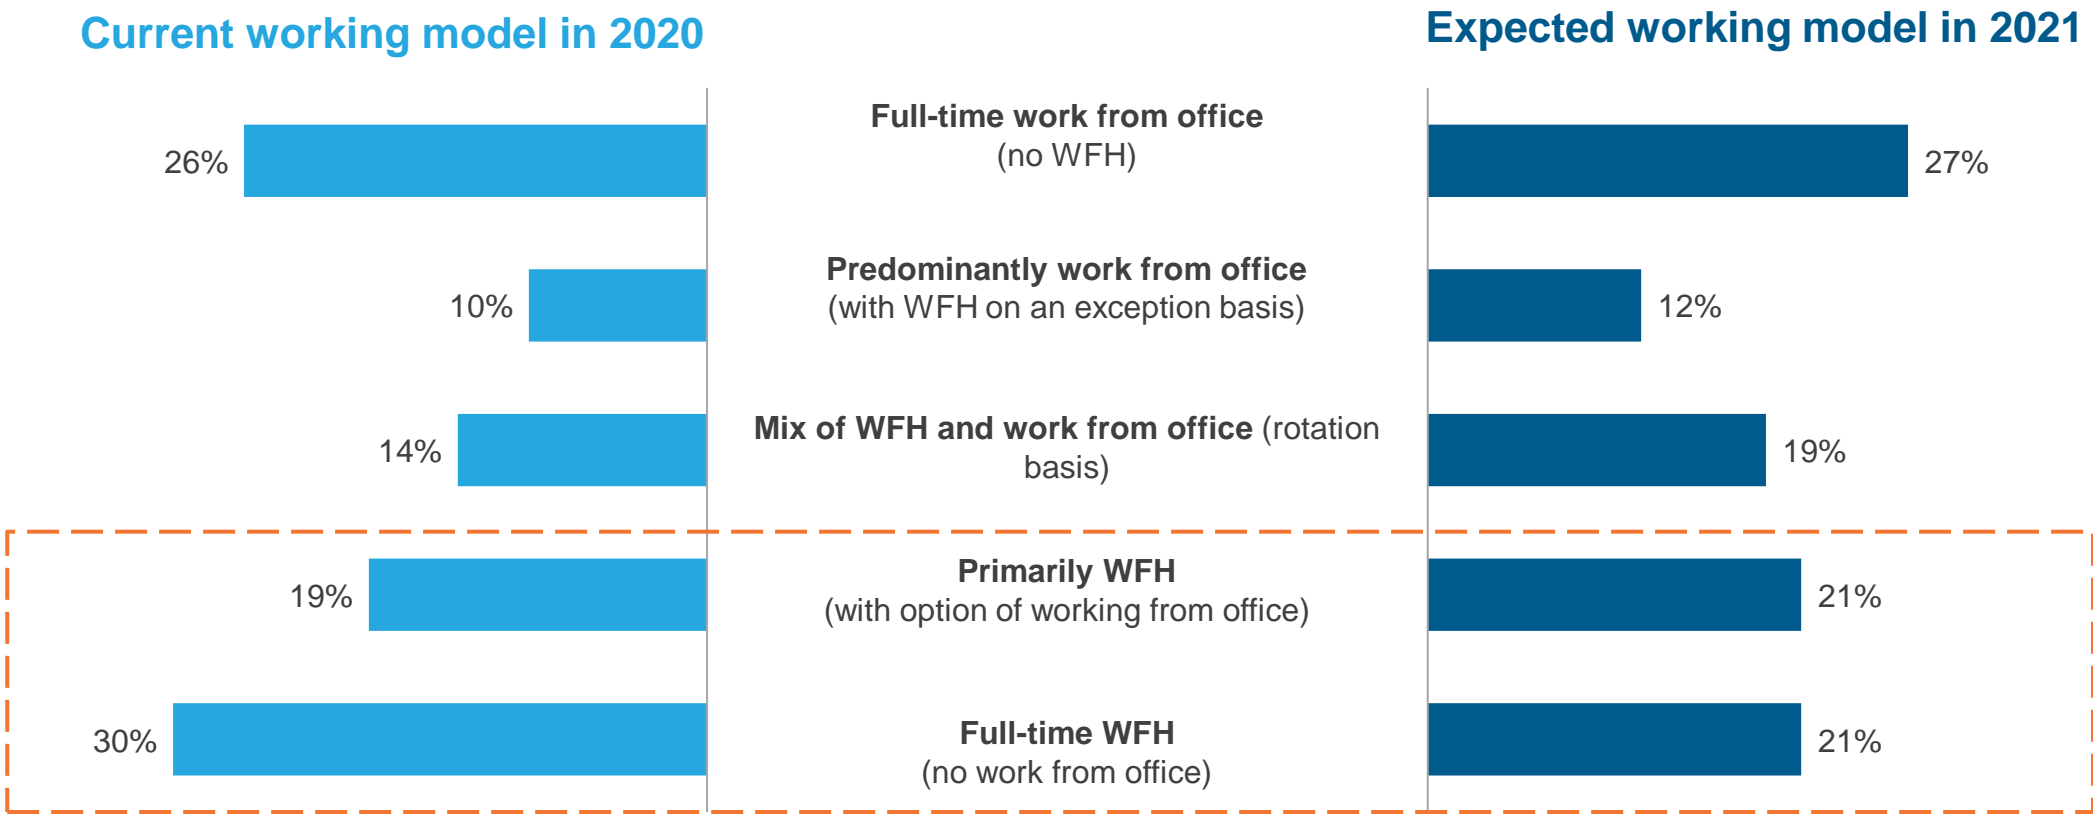 Current working model in 2020
Expected working model in 2021
Full-time work from office
(no WFH)
26%
27%
Predominantly work from office
(with WFH on an exception basis)
10%
12%
Mix of WFH and work from office (rotation
basis)
14%
19%
Primarily WFH
(with option of working from office)
19%
21%
Full-time WFH
(no work from office)
30%
21%